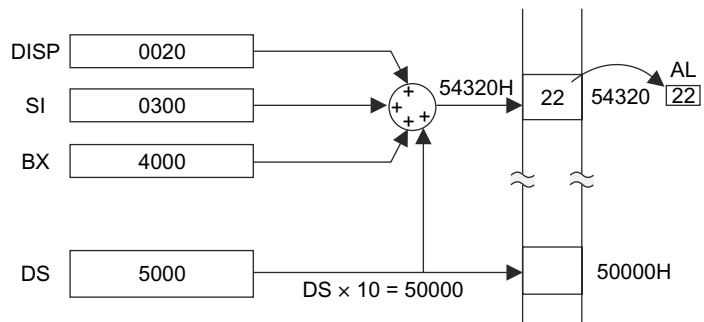 DISP 0020
SI 0300
BX 4000
DS 5000
+
+
+
+
54320H
22
54320
AL
22
DS × 10 = 50000
50000H